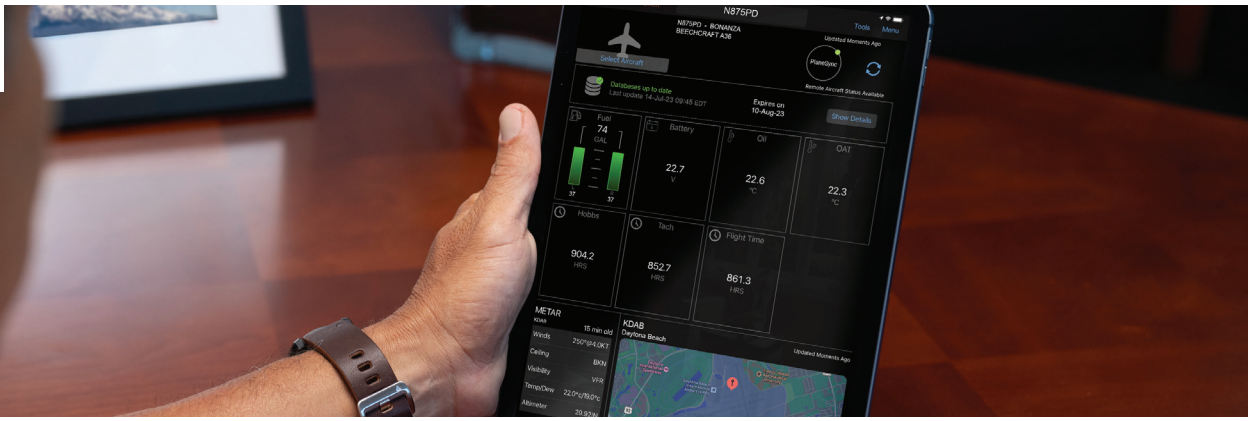 N875PD
Tools
Menu
N875PD - BONANZA
BEECHCRAFT A36
Updated Moments Ago
Select Aircraft
PlaneSync
Remote Aircraft Status Available
Databases up to date
Last update 14-Jul-23 09:45 EDT
Expires on
10-Aug-23
Show Details
Fuel
74
GAL
37
37
Battery
22.7
V
Oil
22.6
°C
OAT
22.3
°C
Hobbs
904.2
HRS
Tach
852.7
HRS
Flight Time
861.3
HRS
METAR
KDAB
15 min old
Winds
250°@4.0KT
Ceiling
BKN
Visibility
VFR
Temp/Dew
22.0°c/19.0°c
Altimeter
39.92IN
KDAB
Daytona Beach
Updated Moments Ago